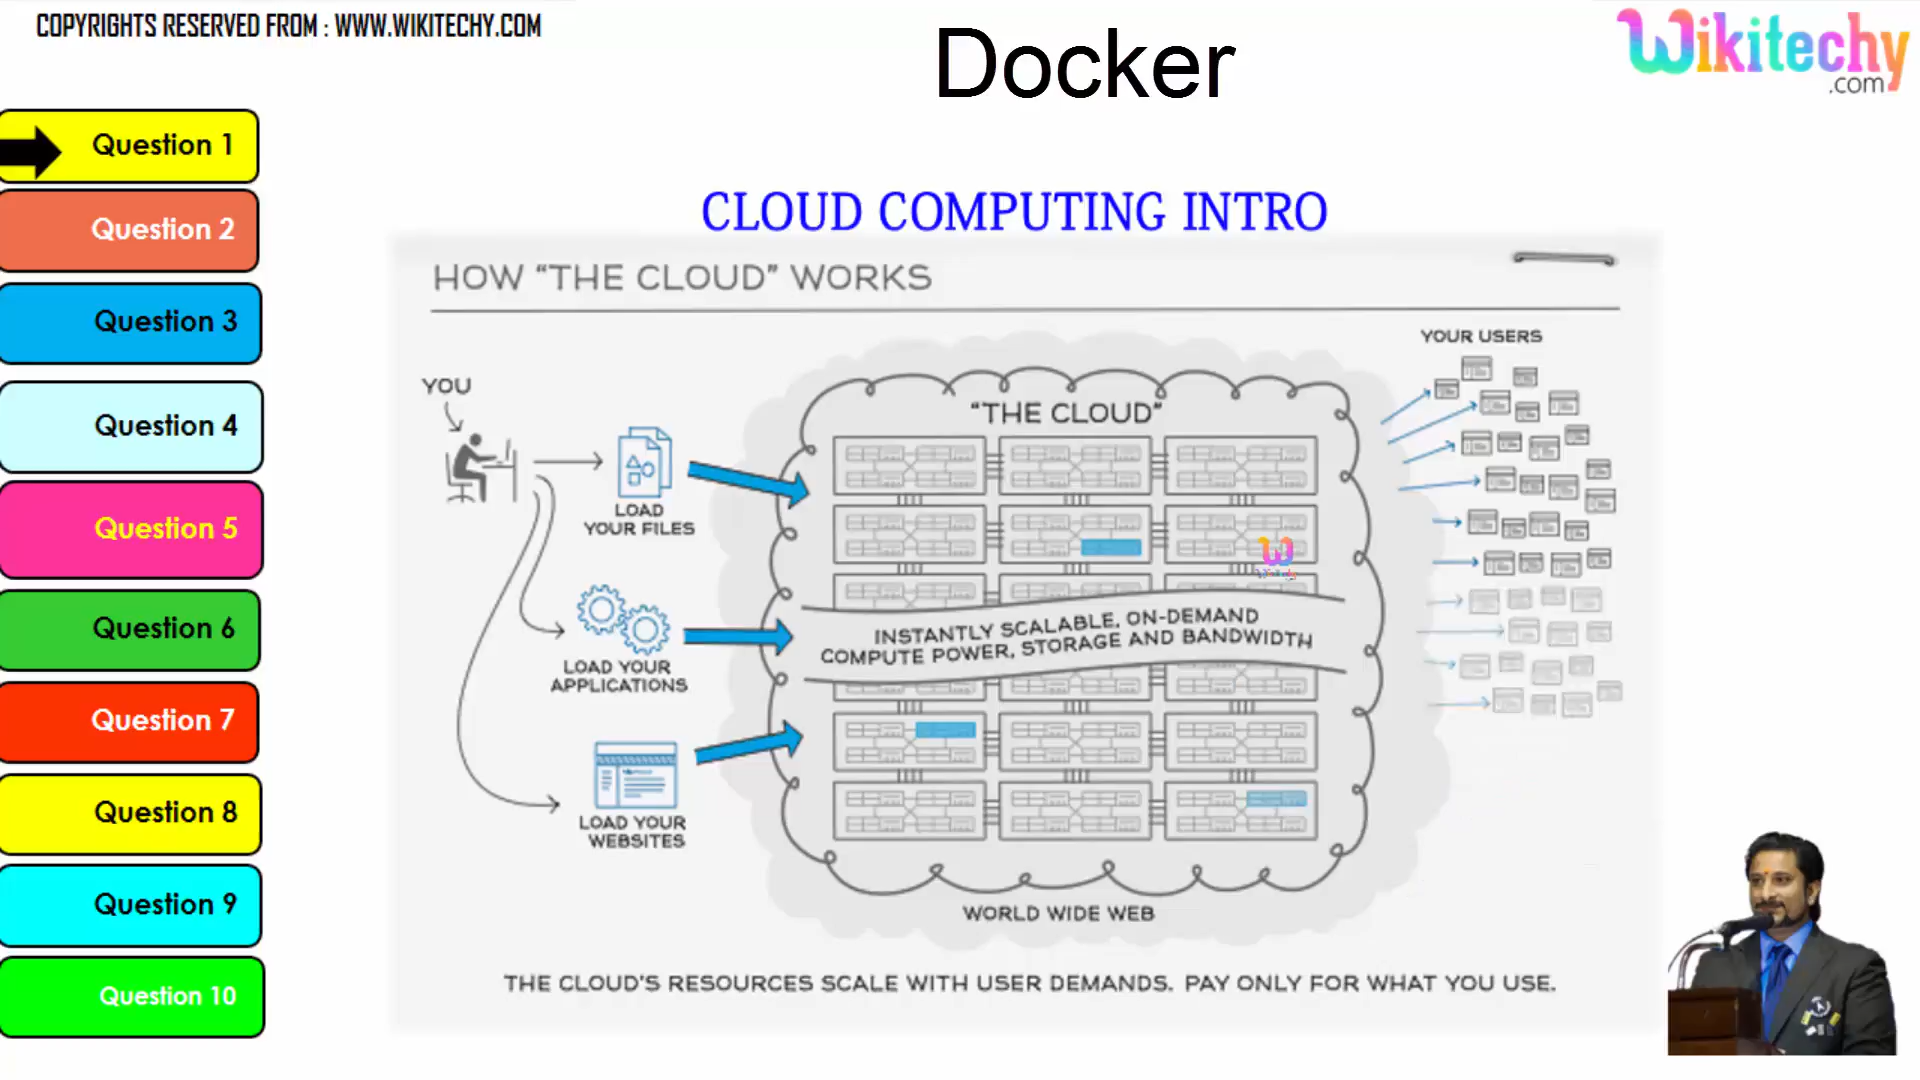 COPYRIGHTS RESERVED FROM : WWW.WIKITECHY.COM
Docker
Wikitechy
.com
Question 1
Question 2
Question 3
Question 4
Question 5
Question 6
Question 7
Question 8
Question 9
Question 10
CLOUD COMPUTING INTRO
HOW “THE CLOUD” WORKS
YOU
LOAD
YOUR FILES
LOAD YOUR
APPLICATIONS
LOAD YOUR
WEBSITES
“THE CLOUD”
INSTANTLY SCALABLE, ON-DEMAND
COMPUTE POWER, STORAGE AND BANDWIDTH
WORLD WIDE WEB
YOUR USERS
THE CLOUD'S RESOURCES SCALE WITH USER DEMANDS. PAY ONLY FOR WHAT YOU USE.